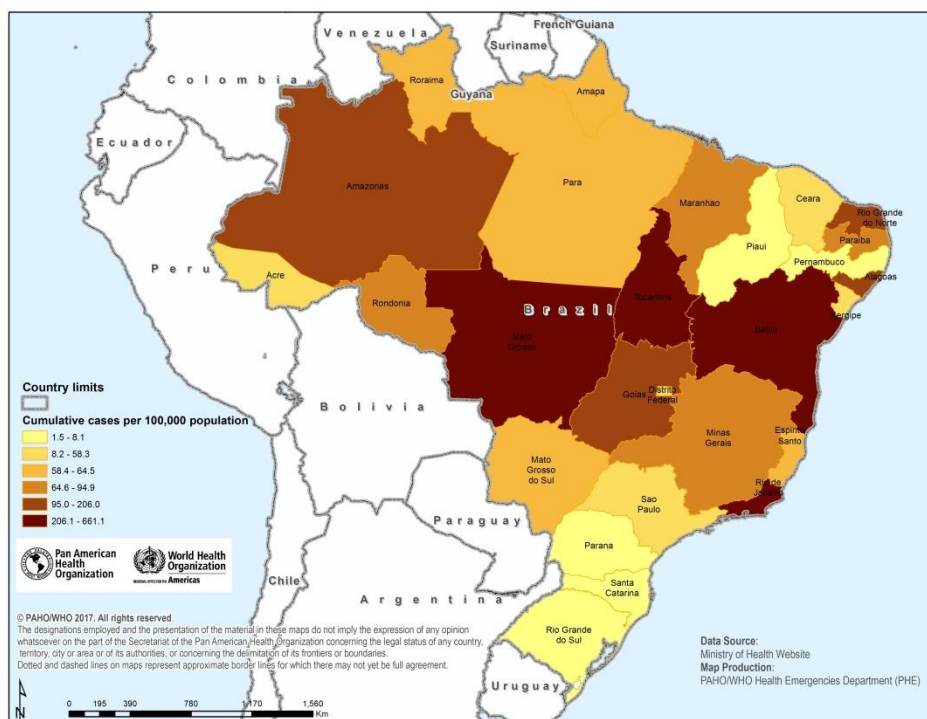 French Guiana
Venezuela
Suriname
Colombia
Roraima
Guyana
Amapa
Ecuador
Amazonas
Para
Maranhao
Ceara
Rio Grande
do Norte
Paraiba
Piaui
Pernambuco
Alagoas
Peru
Acre
Rondonia
Tocantins
Sergipe
Brazil
Bahia
Mato
Grosso
Goias
Distrito
Federal
Bolivia
Minas
Gerais
Espirito
Santo
Mato
Grosso
do Sul
Rio de
Janeiro
Sao
Paulo
Paraguay
Parana
Chile
Santa
Catarina
Argentina
Rio Grande
do Sul
Uruguay
Country limits
Cumulative cases per 100,000 population
1.5 - 8.1
8.2 - 58.3
58.4 - 64.5
64.6 - 94.9
95.0 - 206.0
206.1 - 661.1
Pan American
Health
Organization
World Health
Organization
Americas
© PAHO/WHO 2017. All rights reserved.
The designations employed and the presentation of the material in these maps do not imply the expression of any opinion
whatsoever on the part of the Secretariat of the Pan American Health Organization concerning the legal status of any country,
territory, city or area or of its authorities, or concerning the delimitation of its frontiers or boundaries.
Dotted and dashed lines on maps represent approximate border lines for which there may not yet be full agreement.
Data Source:
Ministry of Health Website
Map Production:
PAHO/WHO Health Emergencies Department (PHE)
0 195 390 780 1,170 1,560
Km